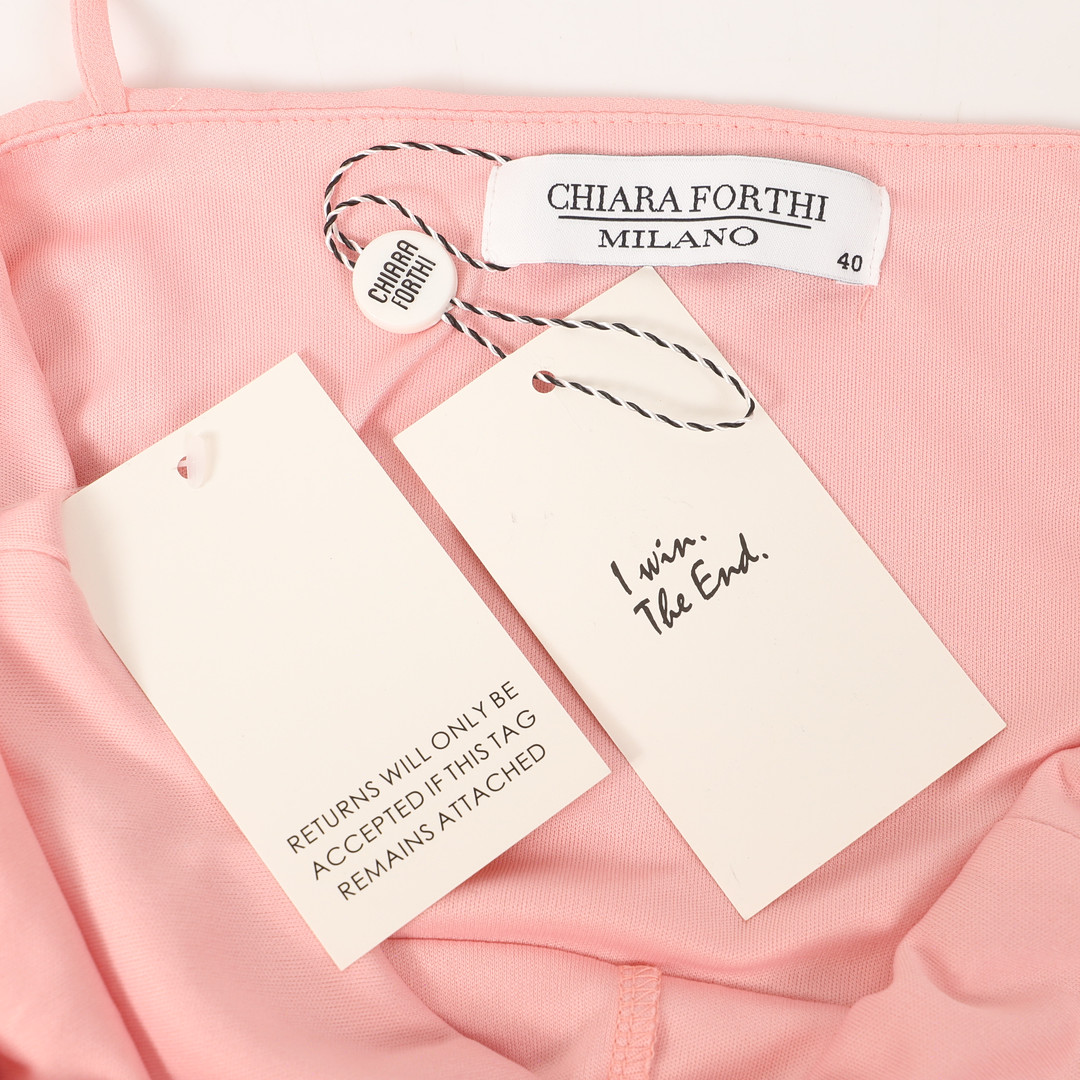 CHIARA FORTHI
MILANO
40
CHIARA
FORTHI
I win.
The End.
RETURNS WILL ONLY BE
ACCEPTED IF THIS TAG
REMAINS ATTACHED